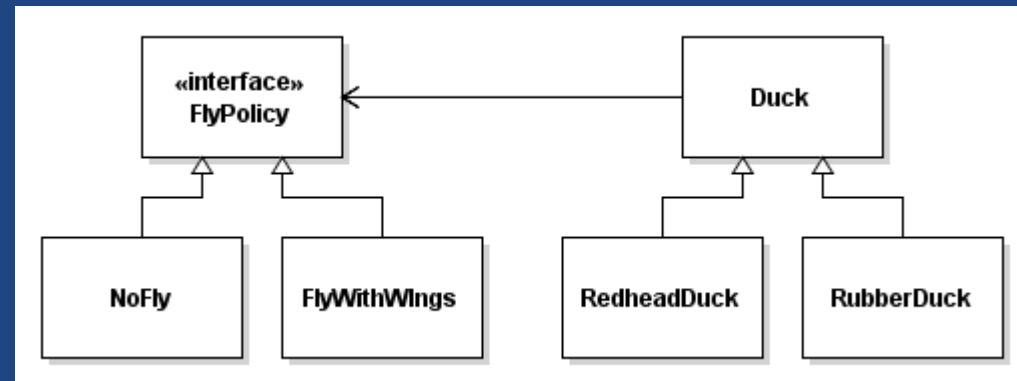 «interface»
FlyPolicy
Duck
NoFly
FlyWithWIngs
RedheadDuck
RubberDuck